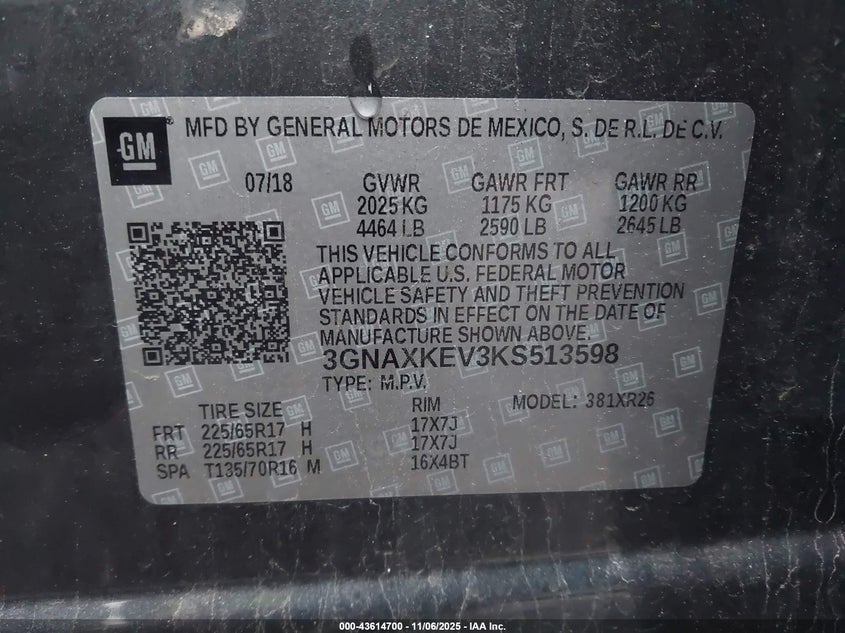 GM
MFD BY GENERAL MOTORS DE MEXICO, S. DE R.L. DE C.V.
07/18 GVWR GAWR FRT GAWR RR
2025 KG 1175 KG 1200 KG
4464 LB 2590 LB 2645 LB
THIS VEHICLE CONFORMS TO ALL
APPLICABLE U.S. FEDERAL MOTOR
VEHICLE SAFETY AND THEFT PREVENTION
STANDARDS IN EFFECT ON THE DATE OF
MANUFACTURE SHOWN ABOVE.
3GNAXKEV3KS513598
TYPE: M.P.V.
TIRE SIZE RIM MODEL: 381XR26
FRT 225/65R17 H 17X7J
RR 225/65R17 H 17X7J
SPA T135/70R16 M 16X4BT
000-43614700 - 11/06/2025 - IAA Inc.